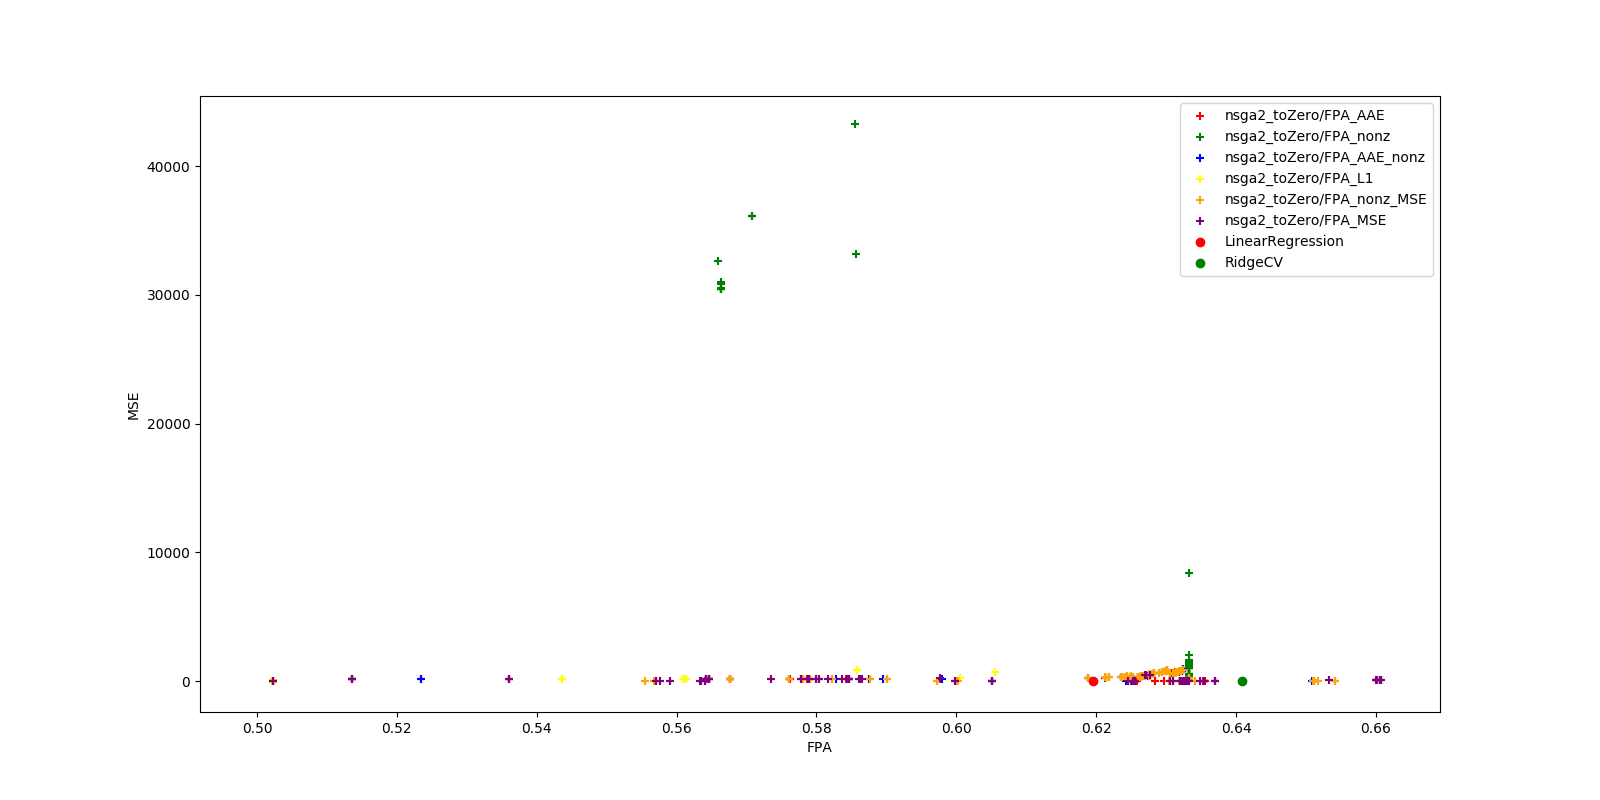 nsga2_toZero/FPA_AAE
nsga2_toZero/FPA_nonz
nsga2_toZero/FPA_AAE_nonz
nsga2_toZero/FPA_L1
nsga2_toZero/FPA_nonz_MSE
nsga2_toZero/FPA_MSE
LinearRegression
RidgeCV
40000
30000
20000
10000
0
MSE
0.50 0.52 0.54 0.56 0.58 0.60 0.62 0.64 0.66
FPA